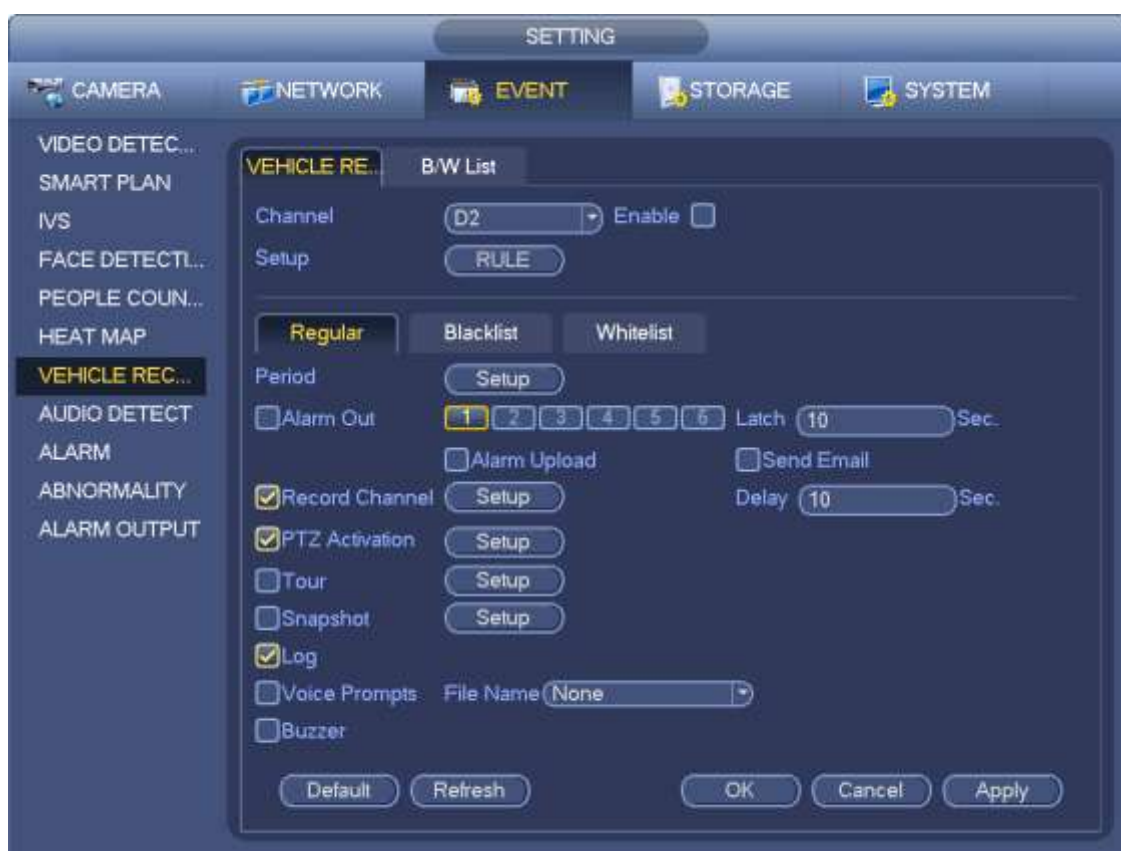 SETTING
CAMERA NETWORK EVENT STORAGE SYSTEM
VIDEO DETEC...
SMART PLAN
IVS
FACE DETECTI...
PEOPLE COUN...
HEAT MAP
VEHICLE REC...
AUDIO DETECT
ALARM
ABNORMALITY
ALARM OUTPUT
VEHICLE RE... B/W List
Channel D2 Enable
Setup RULE
Regular Blacklist Whitelist
Period Setup
Alarm Out 1 2 3 4 5 6 Latch 10 Sec.
Alarm Upload Send Email
Record Channel Setup Delay 10 Sec.
PTZ Activation Setup
Tour Setup
Snapshot Setup
Log
Voice Prompts File Name None
Buzzer
Default Refresh OK Cancel Apply